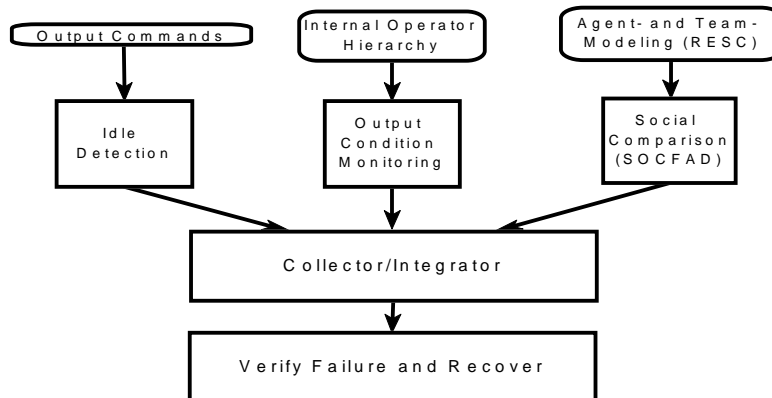 Output Commands
Internal Operator
Hierarchy
Agent- and Team-
Modeling (RESC)
Idle
Detection
Output
Condition
Monitoring
Social
Comparison
(SOCFAD)
Collector/Integrator
Verify Failure and Recover